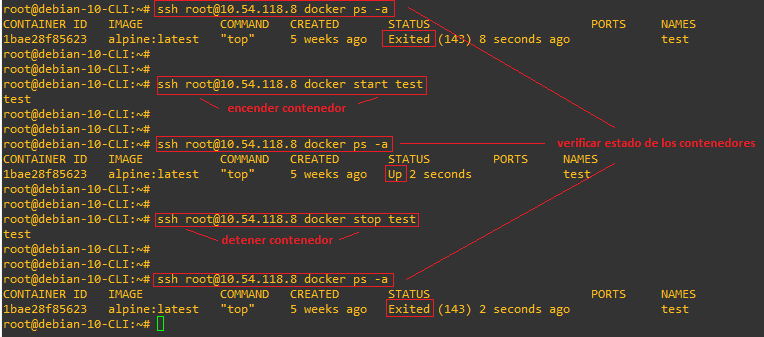 root@debian-10-CLI:~# ssh root@10.54.118.8 docker ps -a
CONTAINER ID IMAGE COMMAND CREATED STATUS PORTS NAMES
1bae28f85623 alpine:latest "top" 5 weeks ago Exited (143) 8 seconds ago test
root@debian-10-CLI:~#
root@debian-10-CLI:~#
root@debian-10-CLI:~# ssh root@10.54.118.8 docker start test
test
encender contenedor
root@debian-10-CLI:~#
root@debian-10-CLI:~#
root@debian-10-CLI:~# ssh root@10.54.118.8 docker ps -a
verificar estado de los contenedores
CONTAINER ID IMAGE COMMAND CREATED STATUS PORTS NAMES
1bae28f85623 alpine:latest "top" 5 weeks ago Up 2 seconds test
root@debian-10-CLI:~#
root@debian-10-CLI:~#
root@debian-10-CLI:~# ssh root@10.54.118.8 docker stop test
test
detener contenedor
root@debian-10-CLI:~#
root@debian-10-CLI:~#
root@debian-10-CLI:~# ssh root@10.54.118.8 docker ps -a
CONTAINER ID IMAGE COMMAND CREATED STATUS PORTS NAMES
1bae28f85623 alpine:latest "top" 5 weeks ago Exited (143) 2 seconds ago test
root@debian-10-CLI:~#